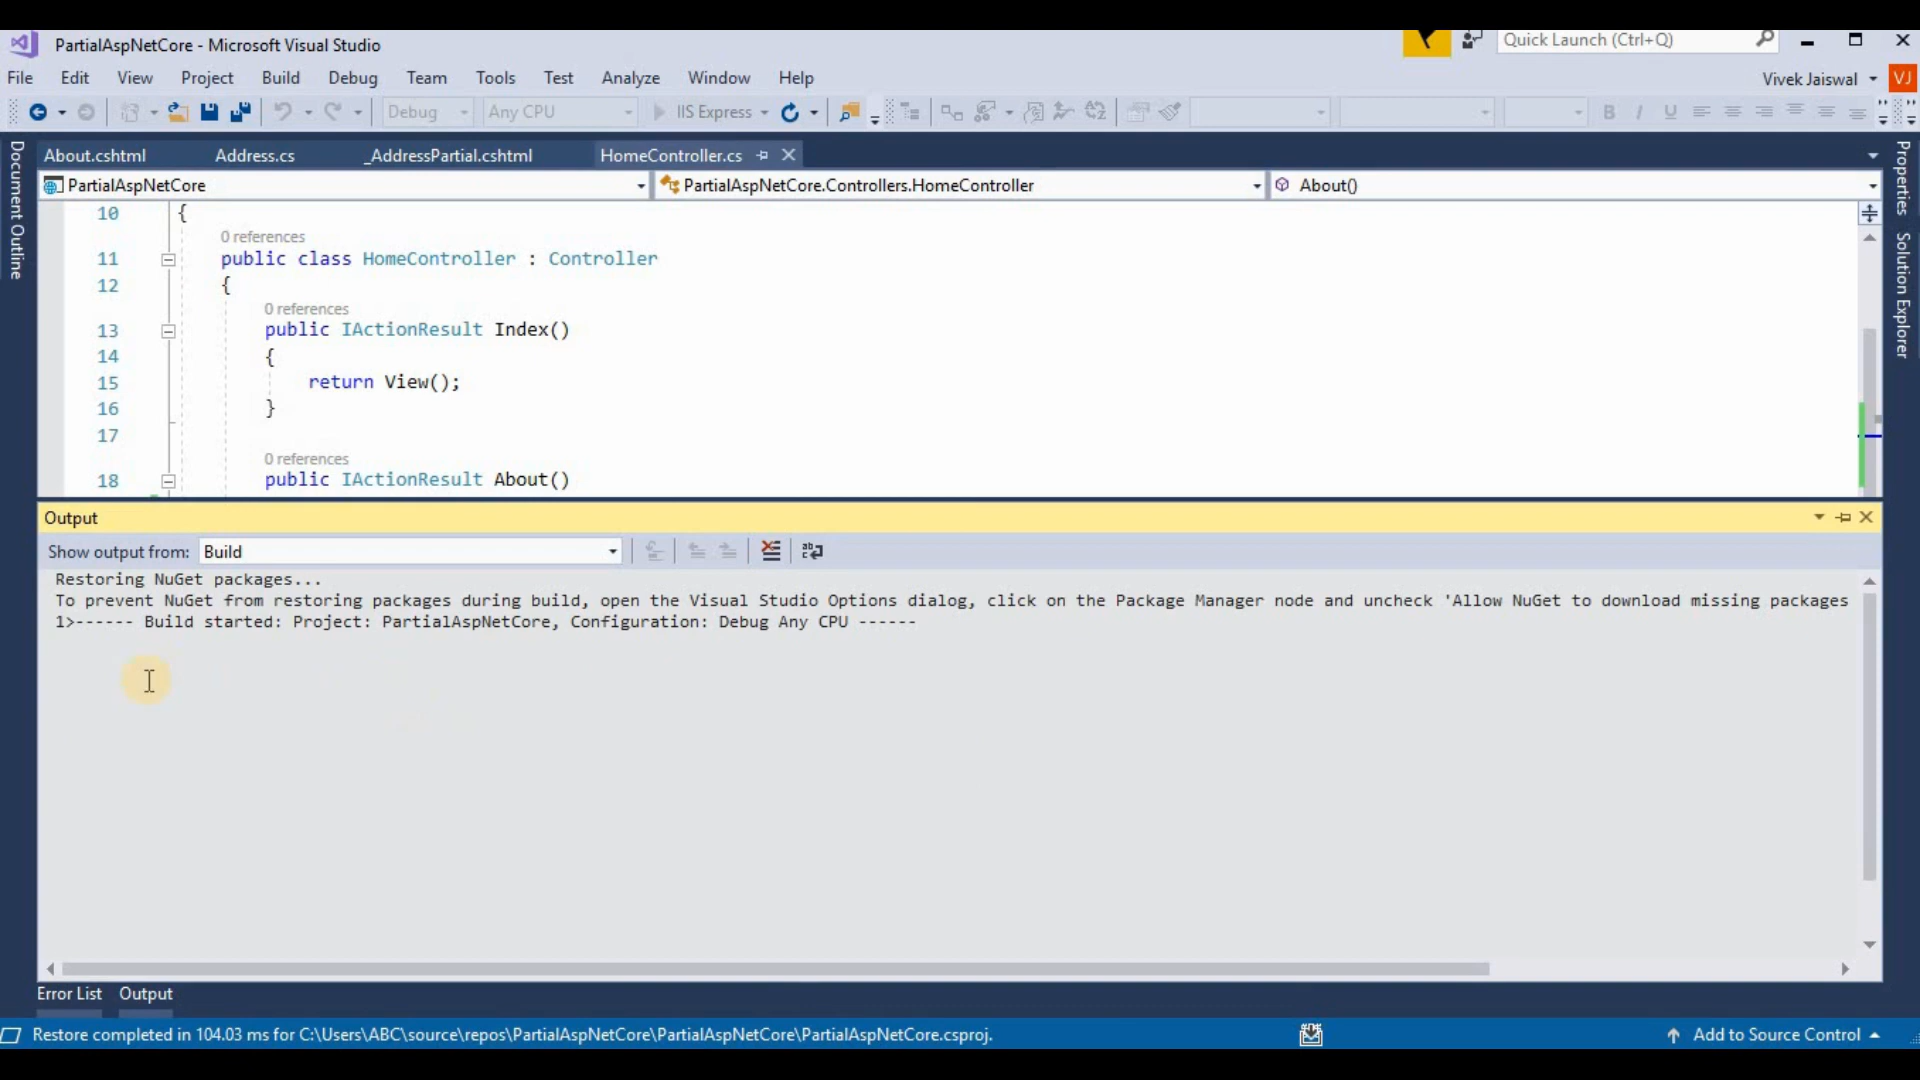 PartialAspNetCore - Microsoft Visual Studio
Quick Launch (Ctrl+Q)
File Edit View Project Build Debug Team Tools Test Analyze Window Help
Vivek Jaiswal VJ
Debug Any CPU IIS Express B I U
Document Outline
Properties
Solution Explorer
About.cshtml Address.cs _AddressPartial.cshtml HomeController.cs
PartialAspNetCore PartialAspNetCore.Controllers.HomeController About()
10 {
0 references
11 public class HomeController : Controller
12 {
0 references
13 public IActionResult Index()
14 {
15 return View();
16 }
17
0 references
18 public IActionResult About()
Output
Show output from: Build
Restoring NuGet packages...
To prevent NuGet from restoring packages during build, open the Visual Studio Options dialog, click on the Package Manager node and uncheck 'Allow NuGet to download missing packages
1>------ Build started: Project: PartialAspNetCore, Configuration: Debug Any CPU ------
Error List Output
Restore completed in 104.03 ms for C:\Users\ABC\source\repos\PartialAspNetCore\PartialAspNetCore\PartialAspNetCore.csproj.
Add to Source Control